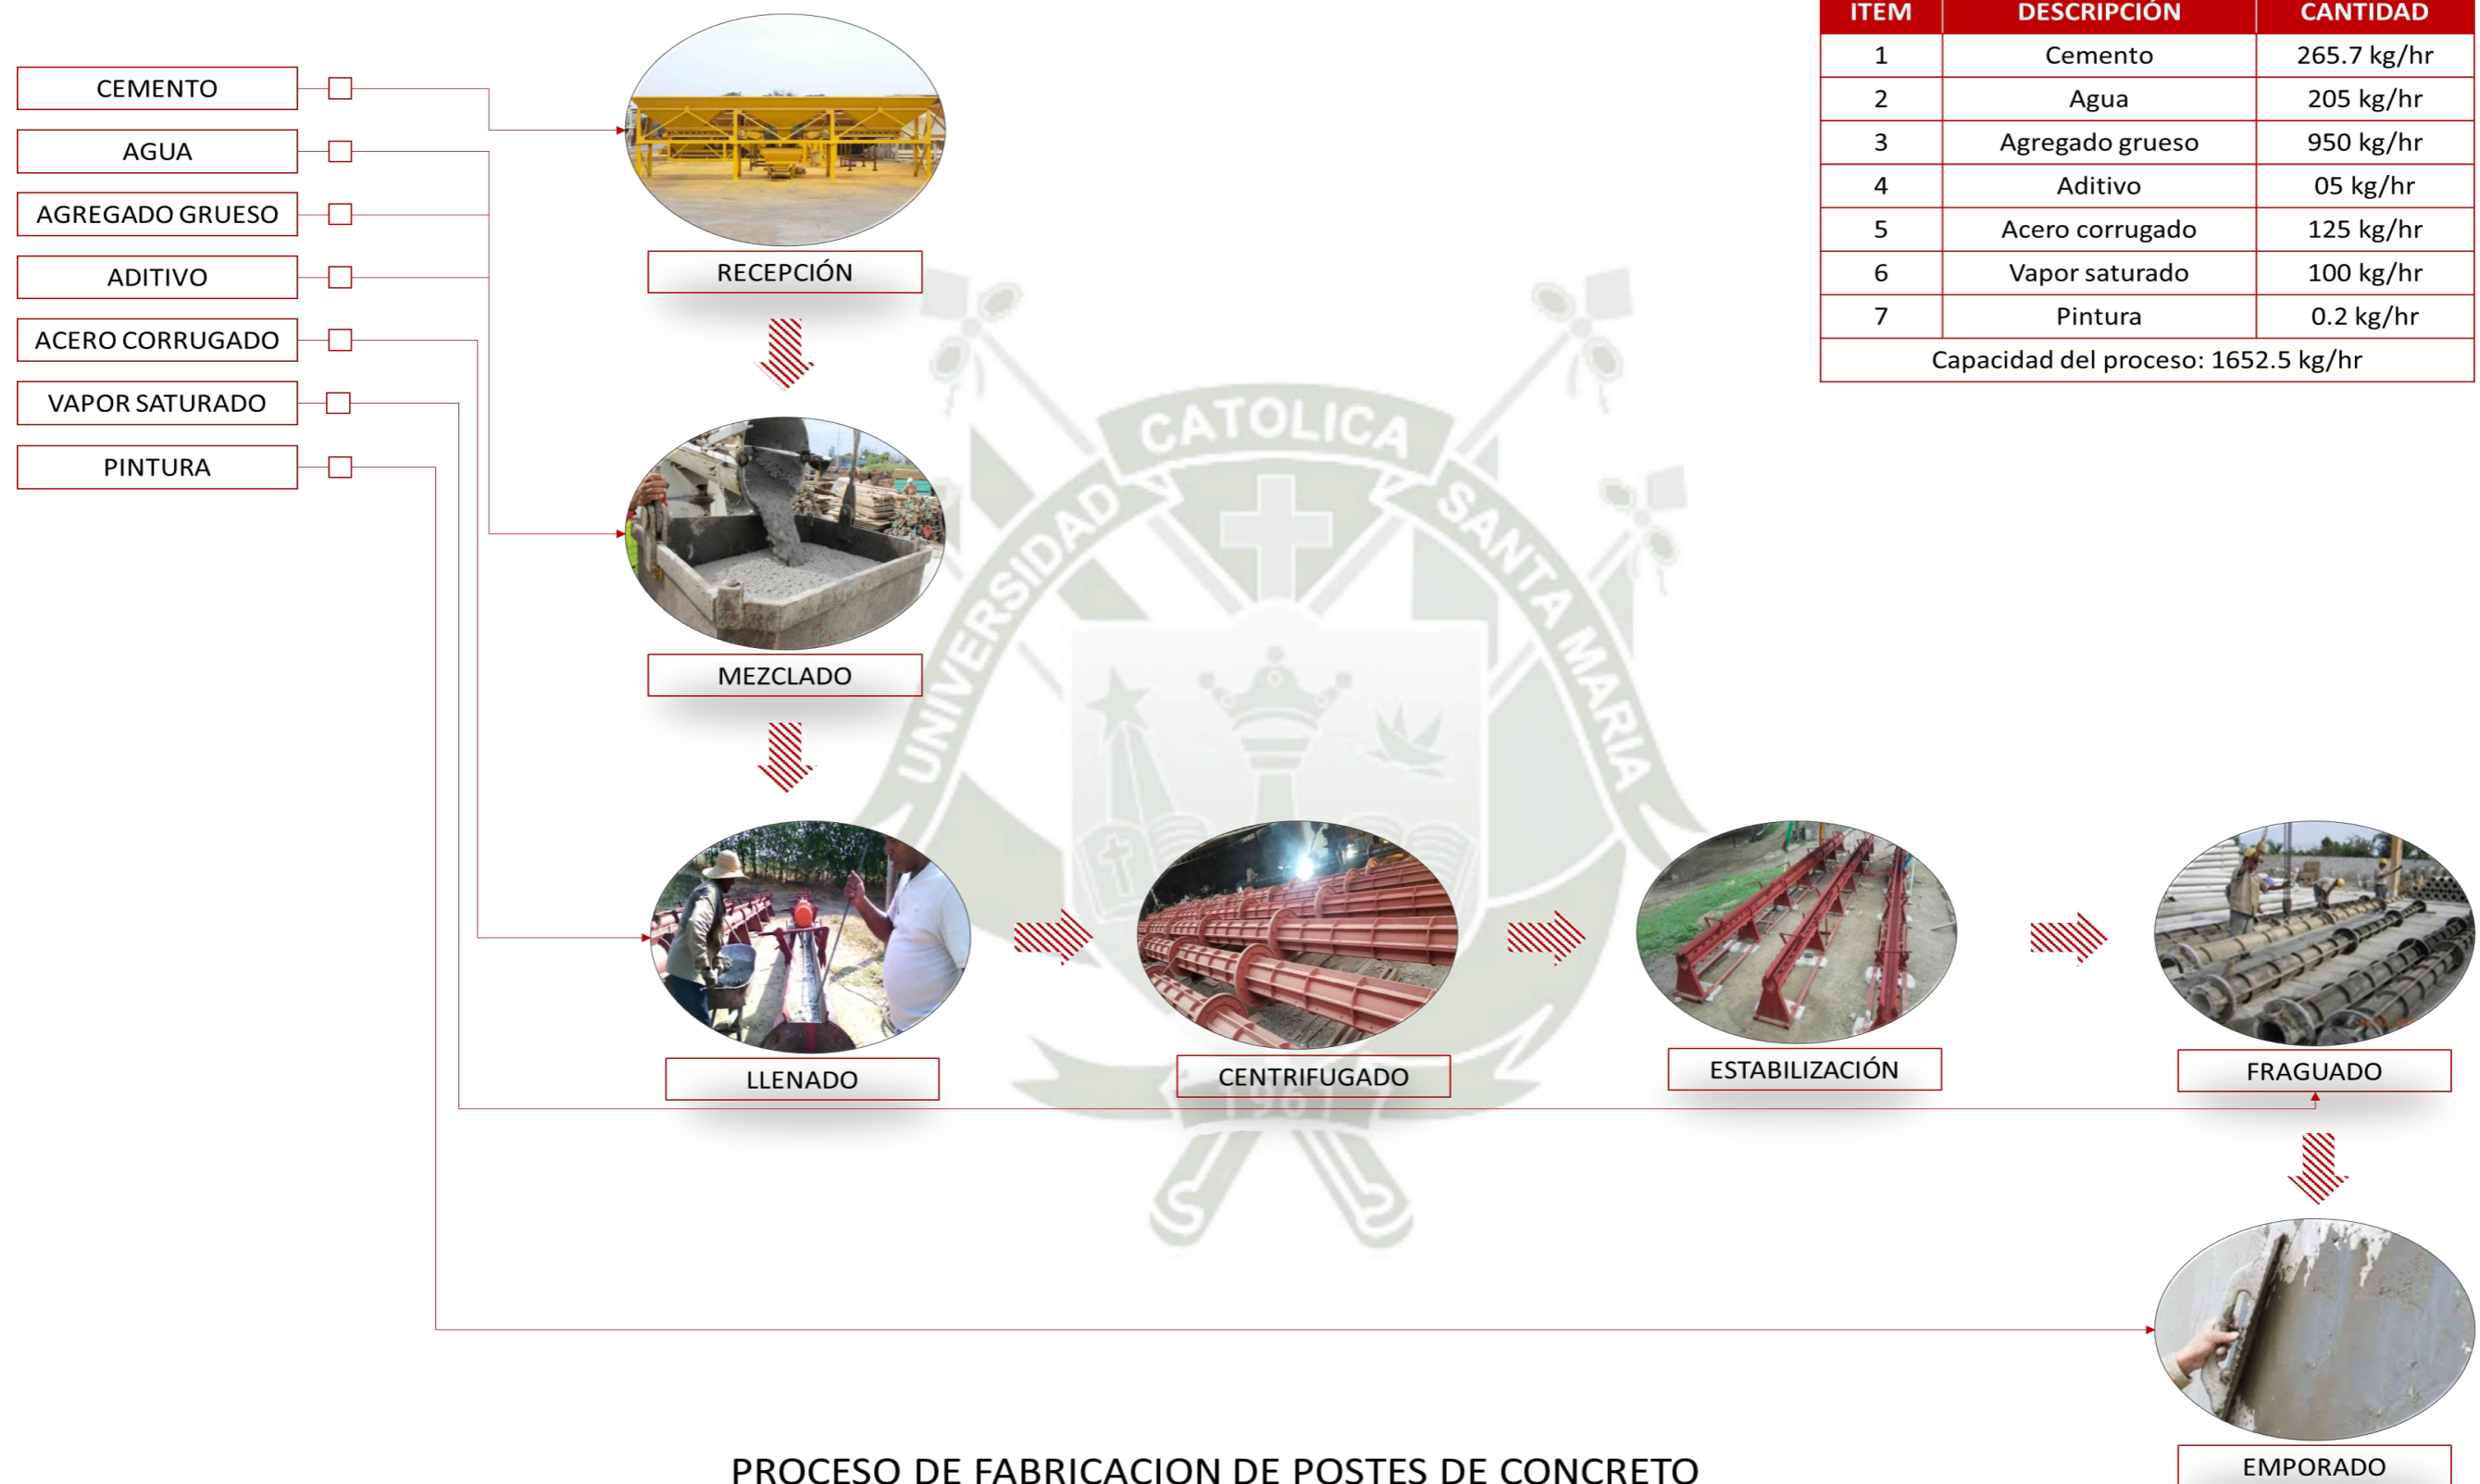 CEMENTO
AGUA
AGREGADO GRUESO
ADITIVO
ACERO CORRUGADO
VAPOR SATURADO
PINTURA
RECEPCIÓN
ITEM DESCRIPCIÓN CANTIDAD
1 Cemento 265.7 kg/hr
2 Agua 205 kg/hr
3 Agregado grueso 950 kg/hr
4 Aditivo 05 kg/hr
5 Acero corrugado 125 kg/hr
6 Vapor saturado 100 kg/hr
7 Pintura 0.2 kg/hr
Capacidad del proceso: 1652.5 kg/hr
UNIVERSIDAD CATOLICA SANTA MARIA
MEZCLADO
LLENADO
CENTRIFUGADO
ESTABILIZACIÓN
FRAGUADO
1961
EMPORADO
PROCESO DE FABRICACION DE POSTES DE CONCRETO